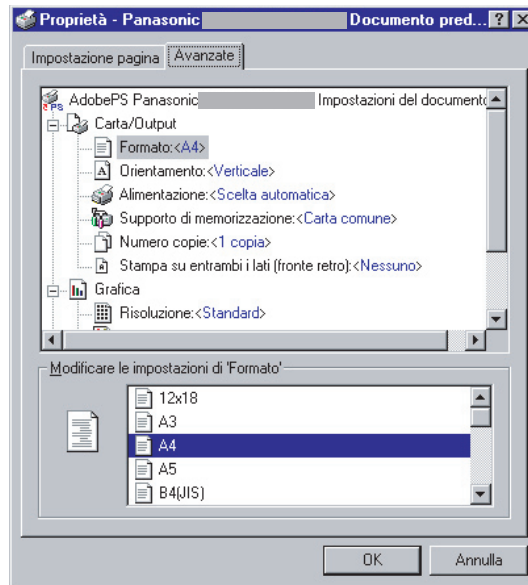 Proprietà - Panasonic Documento pred...
Impostazione pagina Avanzate
AdobePS Panasonic Impostazioni del documento
Carta/Output
Formato:<A4>
Orientamento:<Verticale>
Alimentazione:<Scelta automatica>
Supporto di memorizzazione:<Carta comune>
Numero copie:<1 copia>
Stampa su entrambi i lati (fronte retro):<Nessuno>
Grafica
Risoluzione:<Standard>
Modificare le impostazioni di 'Formato'
12x18
A3
A4
A5
B4(JIS)
OK Annulla